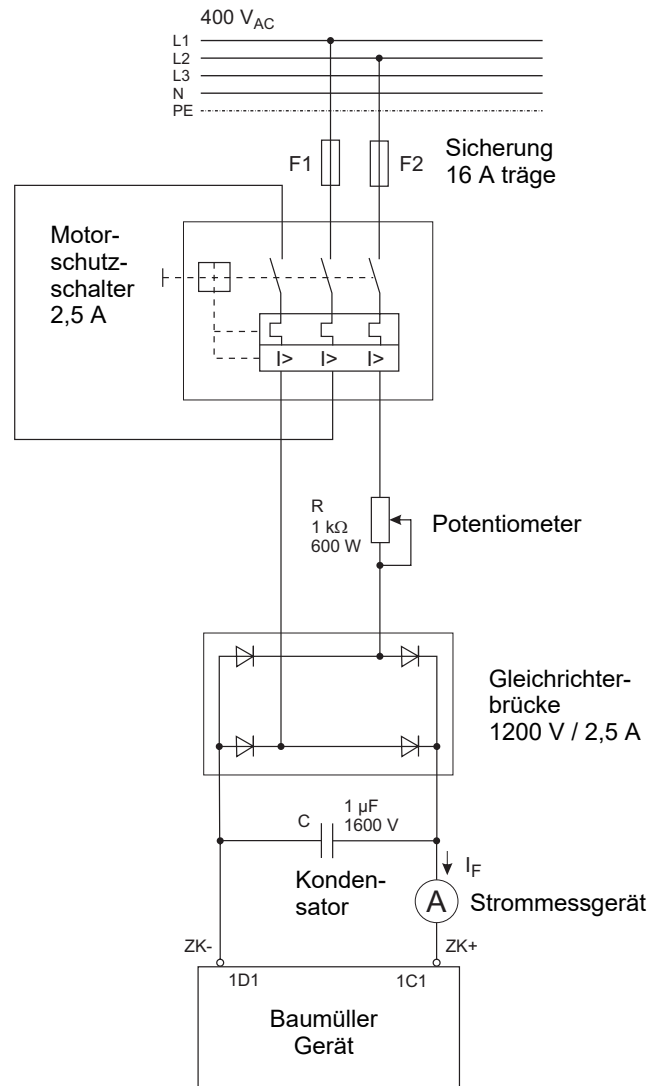 400 VAC
L1
L2
L3
N
PE
F1
F2
Sicherung
16 A träge
Motor-
schutz-
schalter
2,5 A
I>
I>
I>
R
1 kΩ
600 W
Potentiometer
Gleichrichter-
brücke
1200 V / 2,5 A
C
1 µF
1600 V
Konden-
sator
IF
A
Strommessgerät
ZK-
ZK+
1D1
1C1
Baumüller
Gerät